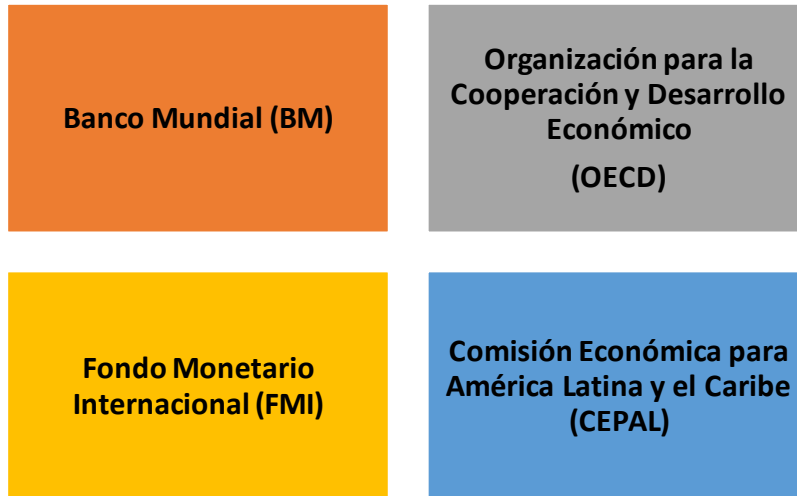 Banco Mundial (BM)
Organización para la
Cooperación y Desarrollo
Económico
(OECD)
Fondo Monetario
Internacional (FMI)
Comisión Económica para
América Latina y el Caribe
(CEPAL)